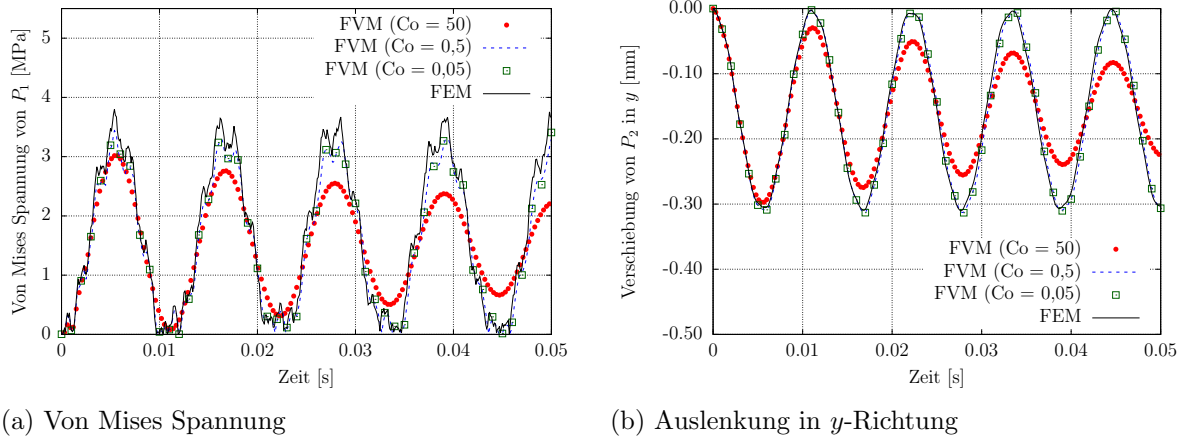 Von Mises Spannung von P₁ [MPa]
5
4
3
2
1
0
0
0.01
0.02
0.03
0.04
0.05
Zeit [s]
FVM (Co = 50)
FVM (Co = 0,5)
FVM (Co = 0,05)
FEM
(a) Von Mises Spannung
Verschiebung von P₂ in y [mm]
0.00
-0.10
-0.20
-0.30
-0.40
-0.50
0
0.01
0.02
0.03
0.04
0.05
Zeit [s]
FVM (Co = 50)
FVM (Co = 0,5)
FVM (Co = 0,05)
FEM
(b) Auslenkung in y-Richtung